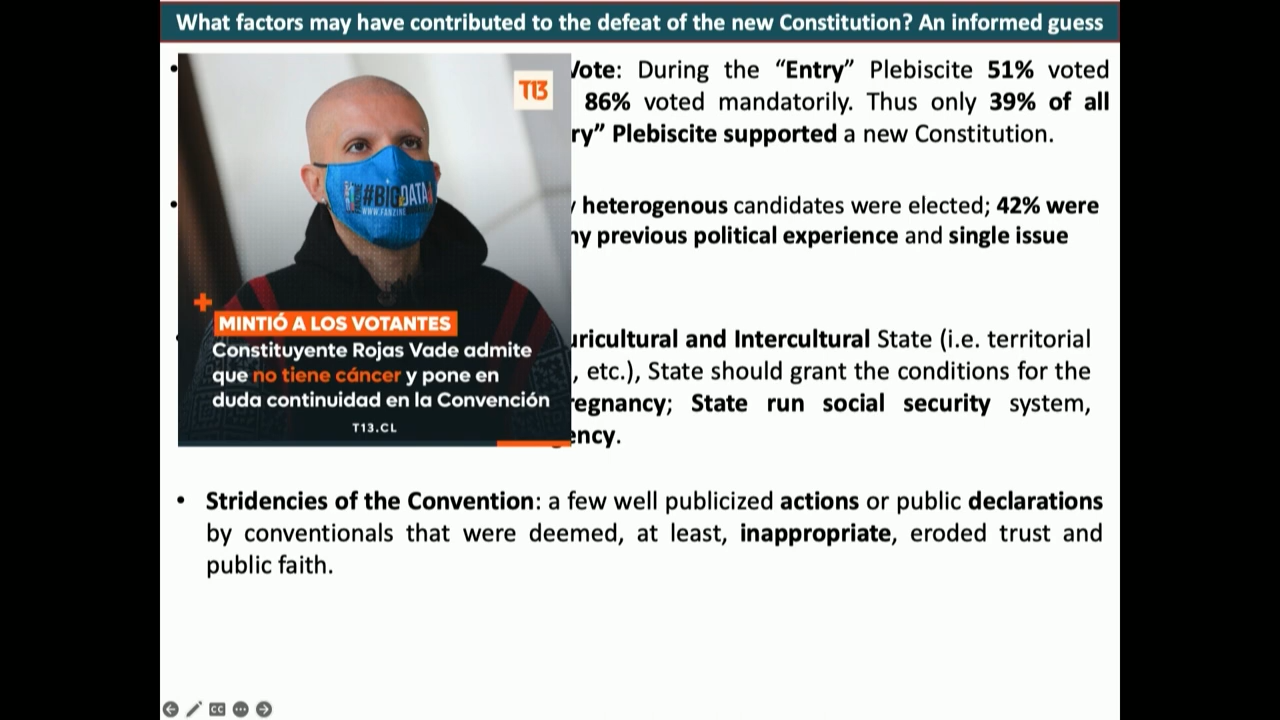 What factors may have contributed to the defeat of the new Constitution? An informed guess
Vote: During the “Entry” Plebiscite 51% voted
86% voted mandatorily. Thus only 39% of all
ry” Plebiscite supported a new Constitution.
heterogenous candidates were elected; 42% were
ny previous political experience and single issue
uricultural and Intercultural State (i.e. territorial
, etc.), State should grant the conditions for the
regnancy; State run social security system,
ency.
T13
#BIGDATA
WWW.FANZINE
MINTIÓ A LOS VOTANTES
Constituyente Rojas Vade admite
que no tiene cáncer y pone en
duda continuidad en la Convención
T13.CL
• Stridencies of the Convention: a few well publicized actions or public declarations
by conventionals that were deemed, at least, inappropriate, eroded trust and
public faith.
CC